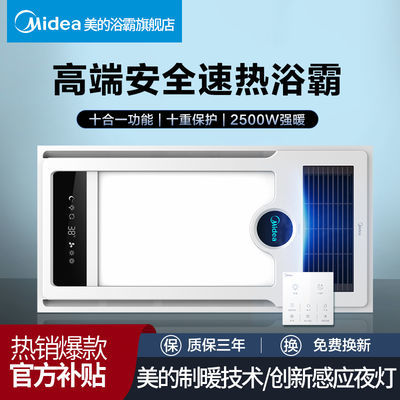 Midea 美的浴霸旗舰店
高端安全速热浴霸
十合一功能 | 十重保护 | 2500W强暖
38°
Midea
Midea
热销爆款
官方补贴
保 质保三年 换 免费换新
美的制暖技术/创新感应夜灯